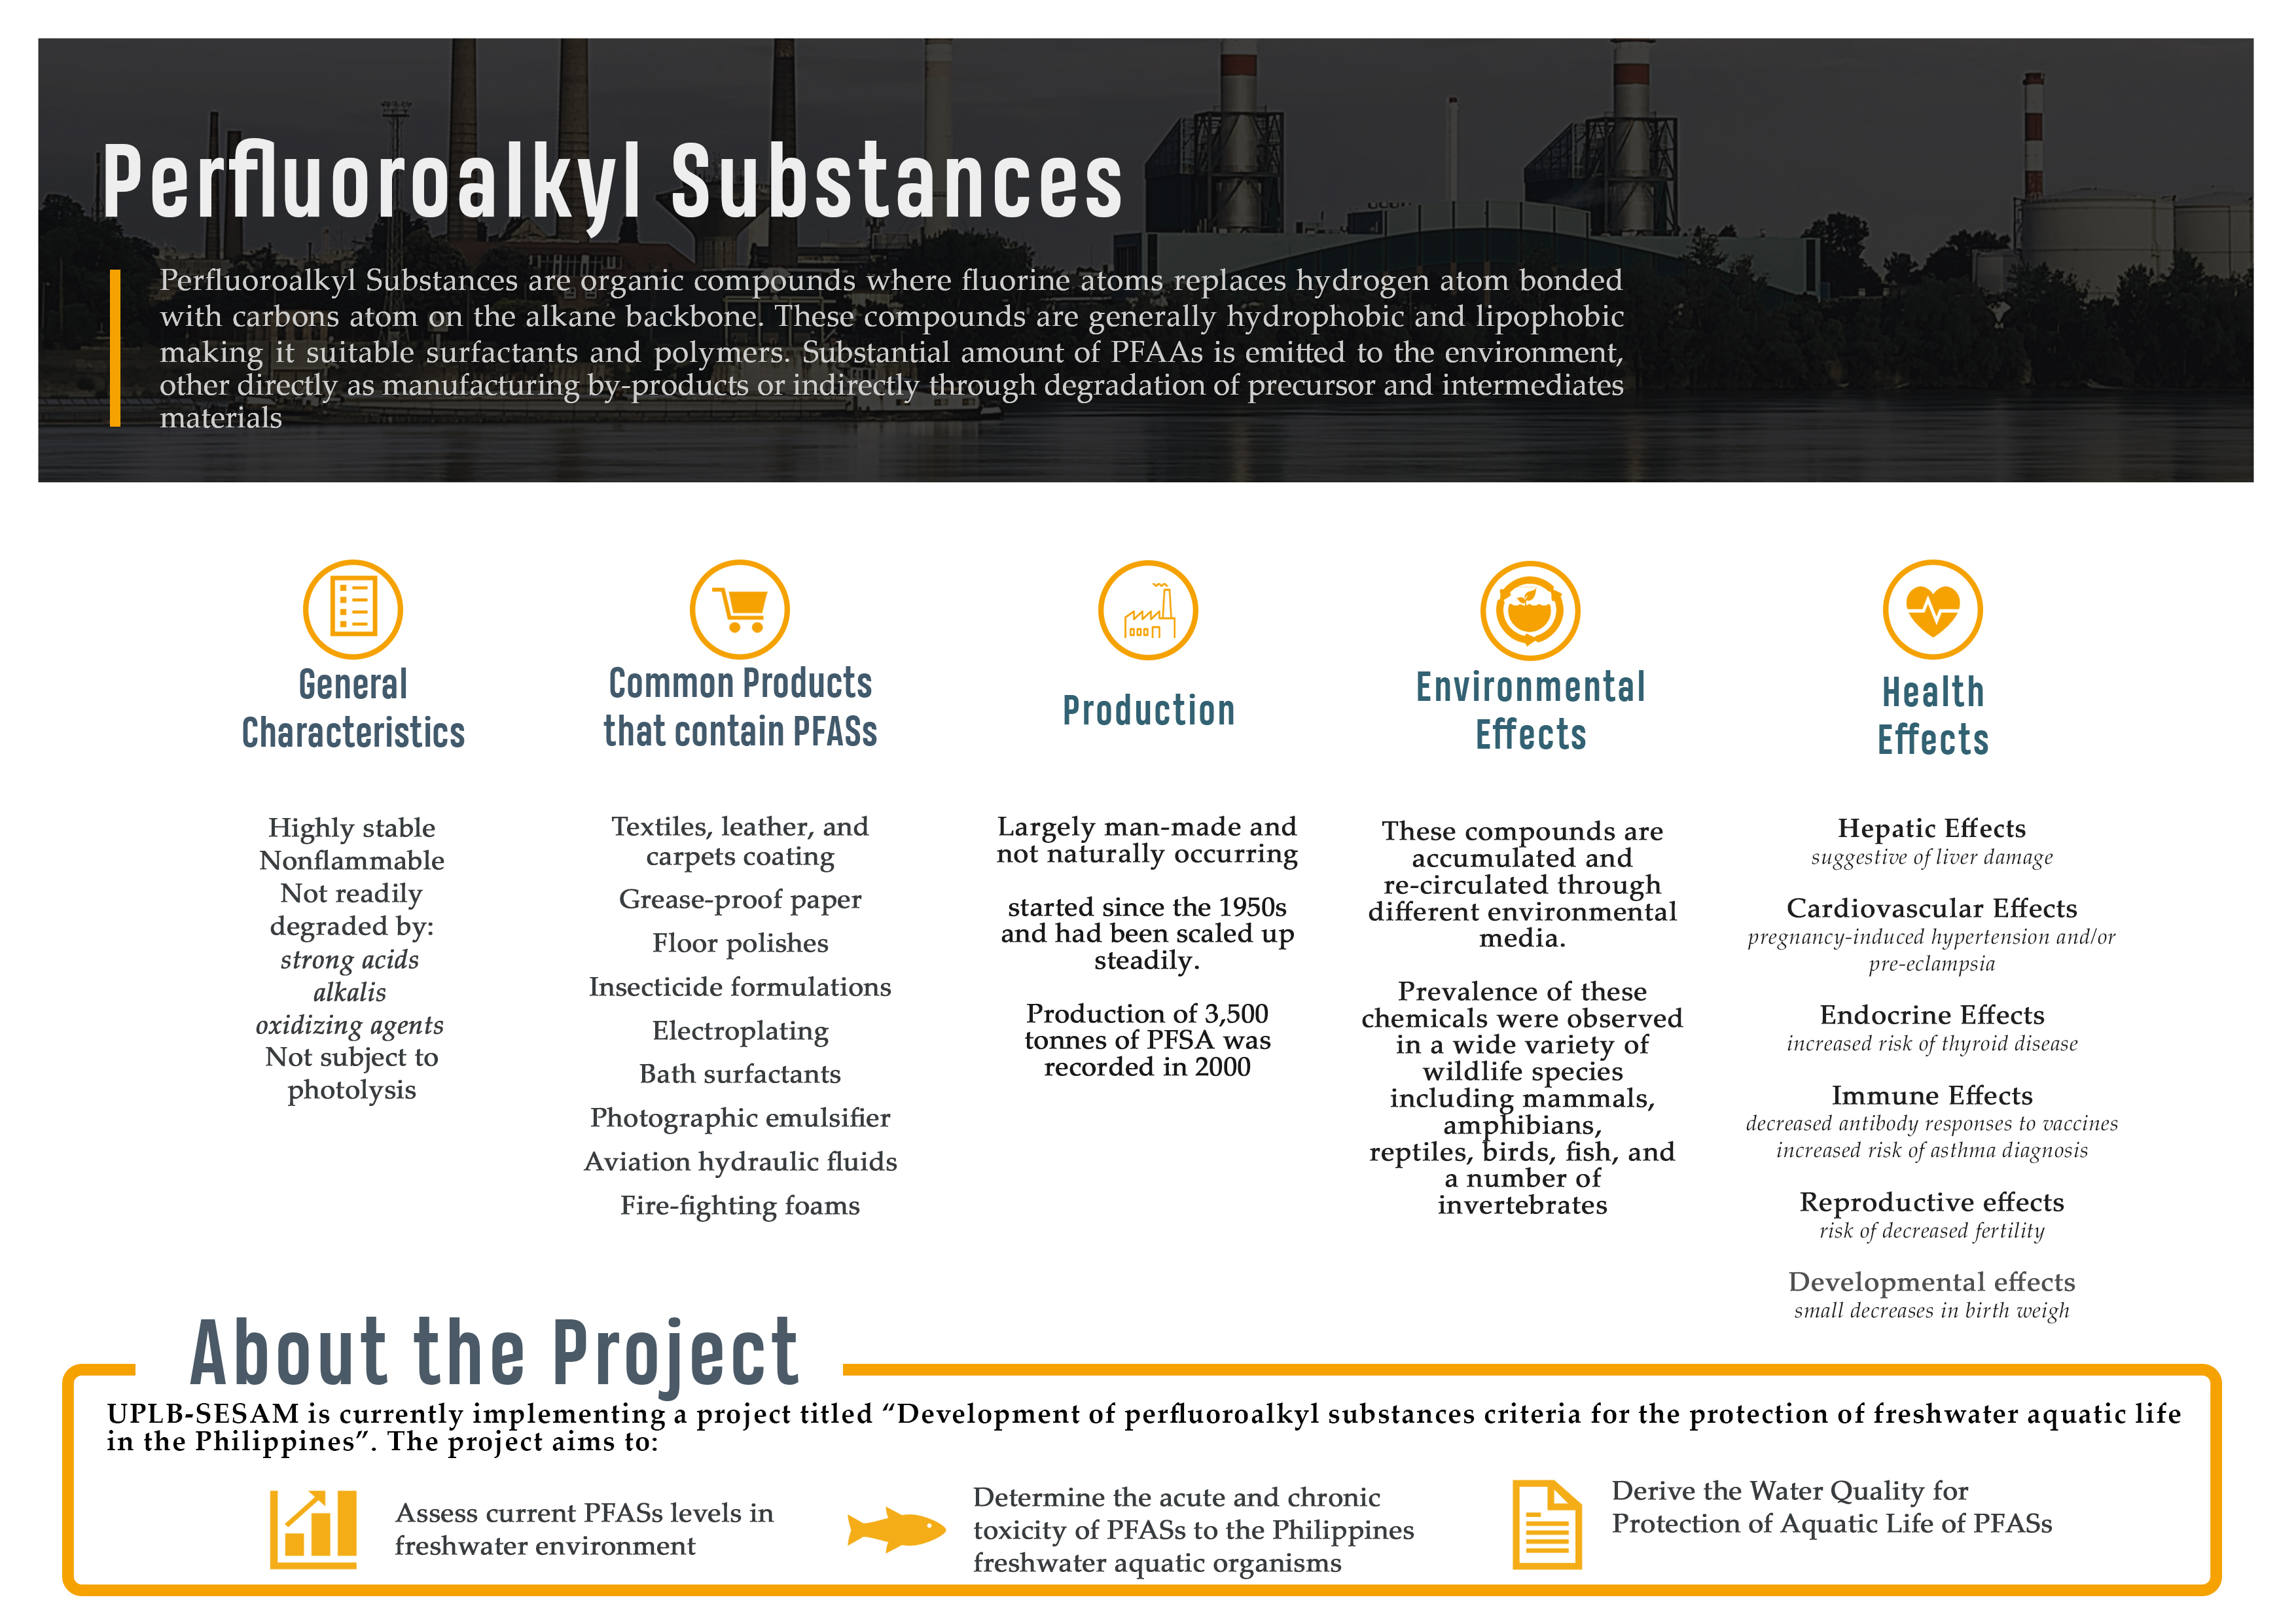 Perfluoroalkyl Substances
Perfluoroalkyl Substances are organic compounds where fluorine atoms replaces hydrogen atom bonded
with carbons atom on the alkane backbone. These compounds are generally hydrophobic and lipophobic
making it suitable surfactants and polymers. Substantial amount of PFAAs is emitted to the environment,
other directly as manufacturing by-products or indirectly through degradation of precursor and intermediates
materials
General
Characteristics
Highly stable
Nonflammable
Not readily
degraded by:
strong acids
alkalis
oxidizing agents
Not subject to
photolysis
Common Products
that contain PFASs
Textiles, leather, and
carpets coating
Grease-proof paper
Floor polishes
Insecticide formulations
Electroplating
Bath surfactants
Photographic emulsifier
Aviation hydraulic fluids
Fire-fighting foams
Production
Largely man-made and
not naturally occurring
started since the 1950s
and had been scaled up
steadily.
Production of 3,500
tonnes of PFSA was
recorded in 2000
Environmental
Effects
These compounds are
accumulated and
re-circulated through
different environmental
media.
Prevalence of these
chemicals were observed
in a wide variety of
wildlife species
including mammals,
amphibians,
reptiles, birds, fish, and
a number of
invertebrates
Health
Effects
Hepatic Effects
suggestive of liver damage
Cardiovascular Effects
pregnancy-induced hypertension and/or
pre-eclampsia
Endocrine Effects
increased risk of thyroid disease
Immune Effects
decreased antibody responses to vaccines
increased risk of asthma diagnosis
Reproductive effects
risk of decreased fertility
Developmental effects
small decreases in birth weigh
About the Project
UPLB-SESAM is currently implementing a project titled “Development of perfluoroalkyl substances criteria for the protection of freshwater aquatic life
in the Philippines”. The project aims to:
Assess current PFASs levels in
freshwater environment
Determine the acute and chronic
toxicity of PFASs to the Philippines
freshwater aquatic organisms
Derive the Water Quality for
Protection of Aquatic Life of PFASs